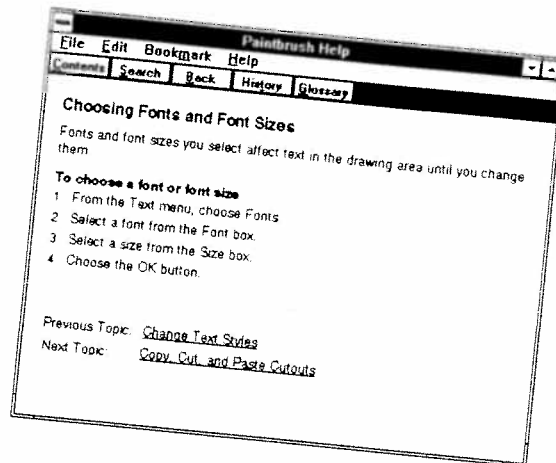 Paintbrush Help
File Edit Bookmark Help
Contents Search Back History Glossary
Choosing Fonts and Font Sizes
Fonts and font sizes you select affect text in the drawing area until you change
them
To choose a font or font size
1 From the Text menu, choose Fonts
2 Select a font from the Font box.
3 Select a size from the Size box.
4 Choose the OK button.
Previous Topic: Change Text Styles
Next Topic: Copy, Cut, and Paste Cutouts